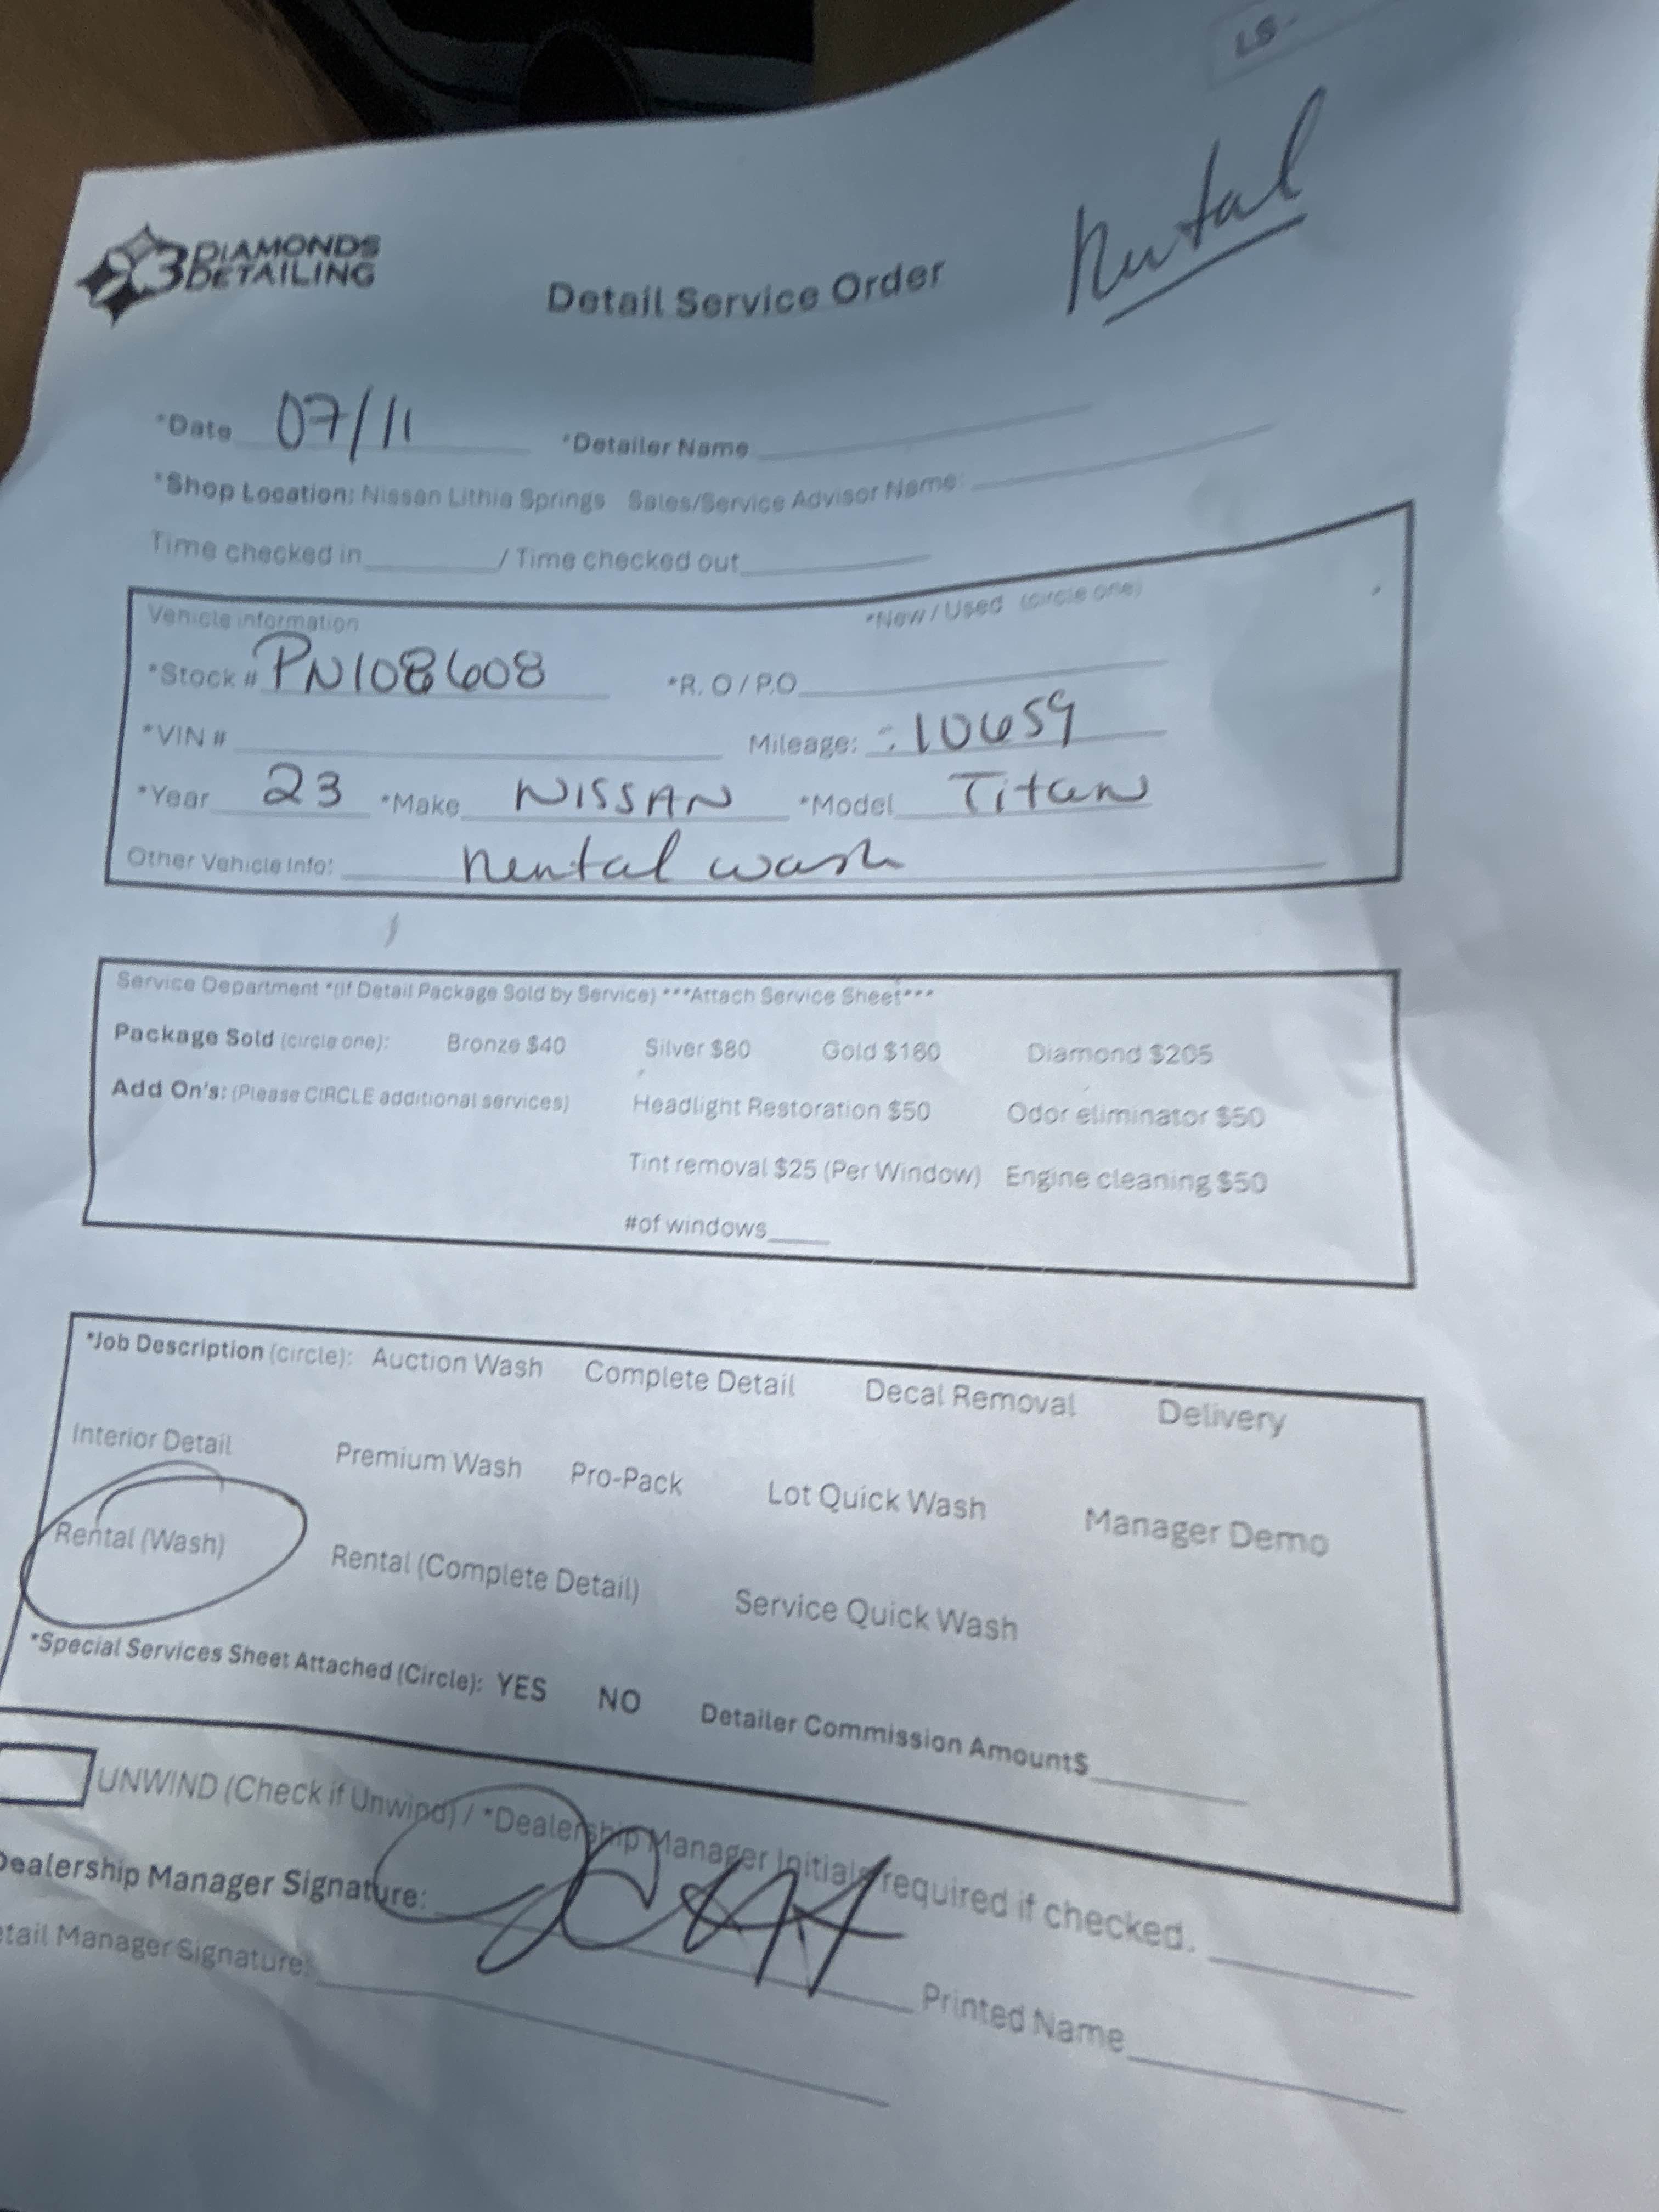 LS-
Rental
3 DIAMONDS
DETAILING
Detail Service Order
*Date 07/11 *Detailer Name
*Shop Location: Nissan Lithia Springs Sales/Service Advisor Name:
Time checked in / Time checked out
Vehicle information *New / Used (circle one)
*Stock # PN108608 *R.O / P.O
*VIN # Mileage: 10659
*Year 23 *Make NISSAN *Model Titan
Other Vehicle Info: Rental wash
Service Department *(If Detail Package Sold by Service) ***Attach Service Sheet***
Package Sold (circle one): Bronze $40 Silver $80 Gold $160 Diamond $205
Add On's: (Please CIRCLE additional services) Headlight Restoration $50 Odor eliminator $50
Tint removal $25 (Per Window) Engine cleaning $50
#of windows
*Job Description (circle): Auction Wash Complete Detail Decal Removal Delivery
Interior Detail Premium Wash Pro-Pack Lot Quick Wash Manager Demo
Rental (Wash) Rental (Complete Detail) Service Quick Wash
*Special Services Sheet Attached (Circle): YES NO Detailer Commission Amount$
UNWIND (Check if Unwind) / *Dealership Manager Initials required if checked.
Dealership Manager Signature:
etail Manager Signature: Printed Name